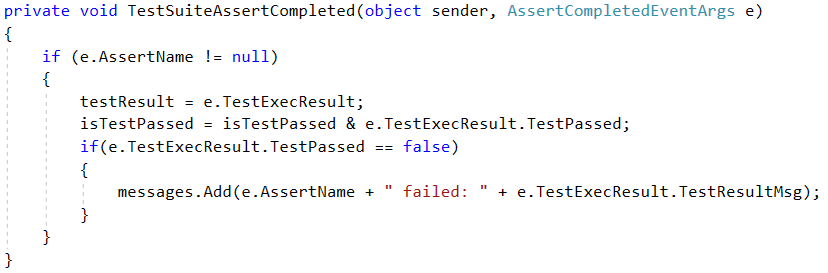 private void TestSuiteAssertCompleted(object sender, AssertCompletedEventArgs e)
{
if (e.AssertName != null)
{
testResult = e.TestExecResult;
isTestPassed = isTestPassed & e.TestExecResult.TestPassed;
if(e.TestExecResult.TestPassed == false)
{
messages.Add(e.AssertName + " failed: " + e.TestExecResult.TestResultMsg);
}
}
}